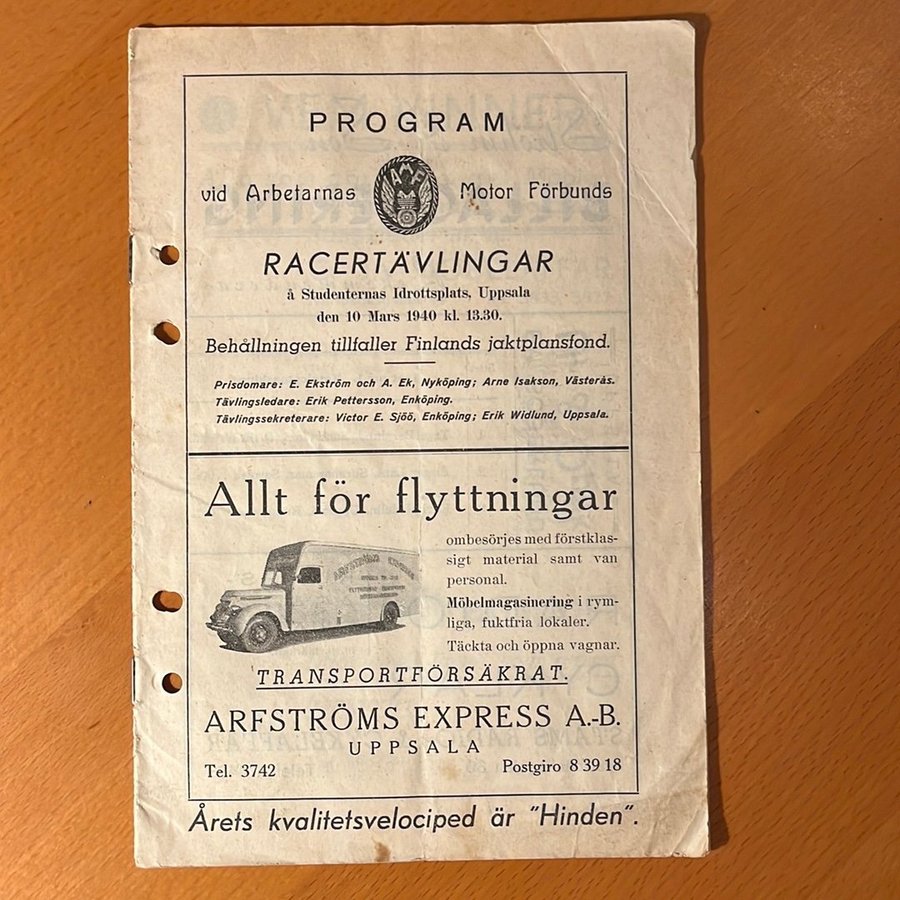 PROGRAM
vid Arbetarnas AMF Motor Förbunds
RACERTÄVLINGAR
å Studenternas Idrottsplats, Uppsala
den 10 Mars 1940 kl. 13.30.
Behållningen tillfaller Finlands jaktplansfond.
Prisdomare: E. Ekström och A. Ek, Nyköping; Arne Isakson, Västerås.
Tävlingsledare: Erik Pettersson, Enköping.
Tävlingssekreterare: Victor E. Sjöö, Enköping; Erik Widlund, Uppsala.
Allt för flyttningar
ombesörjes med förstklas-
sigt material samt van
personal.
Möbelmagasinering i rym-
liga, fuktfria lokaler.
Täckta och öppna vagnar.
ARFSTRÖMS EXPRESS
TRANSPORTFÖRSÄKRAT.
ARFSTRÖMS EXPRESS A.-B.
UPPSALA
Tel. 3742 Postgiro 8 39 18
Årets kvalitetsvelociped är "Hinden".